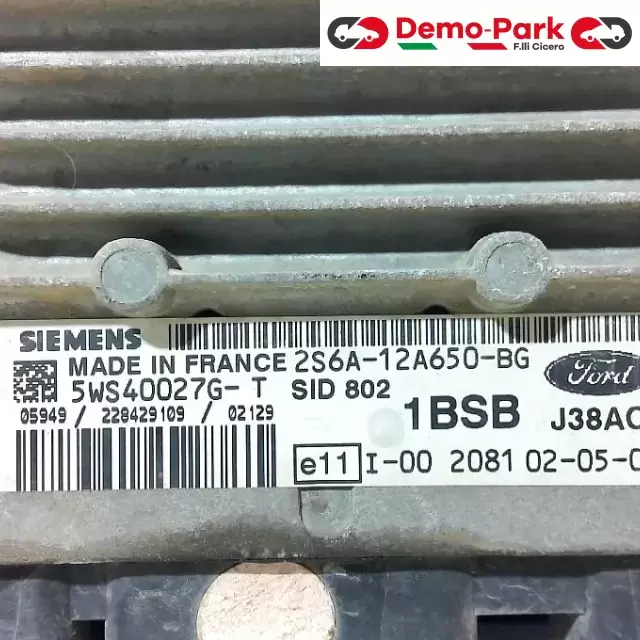 Demo-Park
F.lli Cicero
SIEMENS
MADE IN FRANCE 2S6A-12A650-BG
5WS40027G-T SID 802
Ford
05949 / 228429109 / 02129
1BSB J38AC
e11 I-00 2081 02-05-0